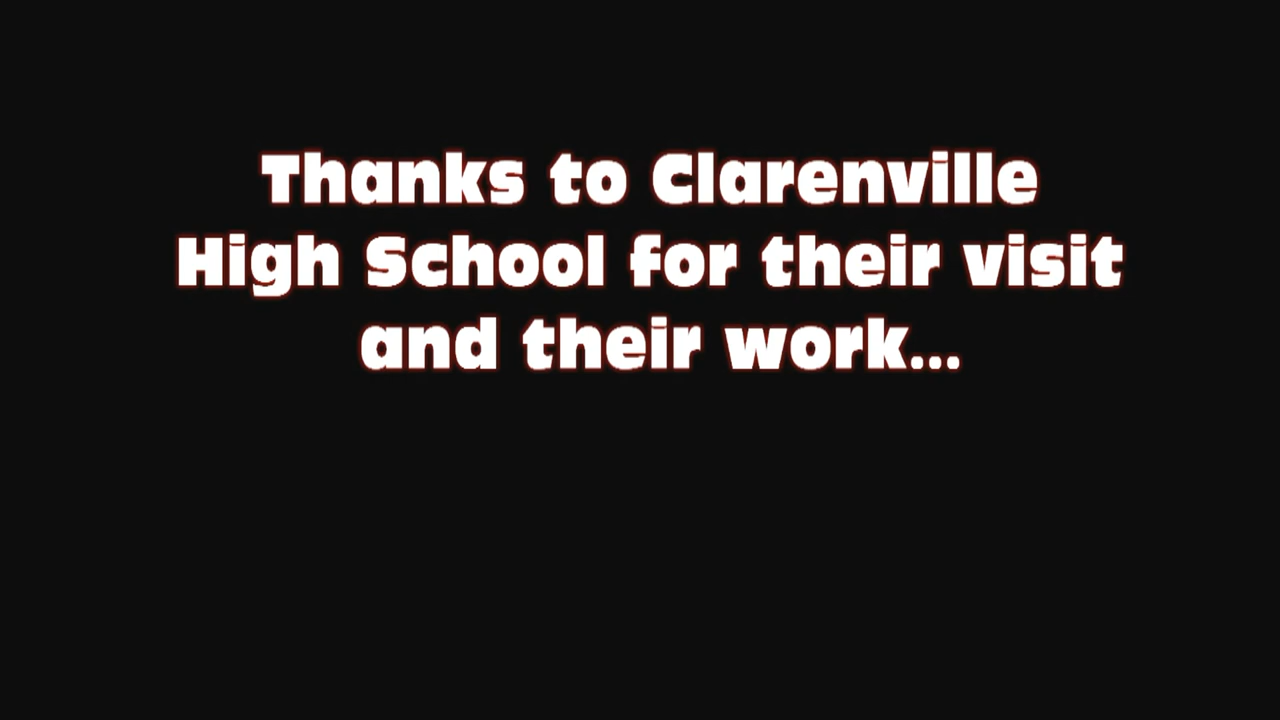 Thanks to Clarenville
High School for their visit
and their work...